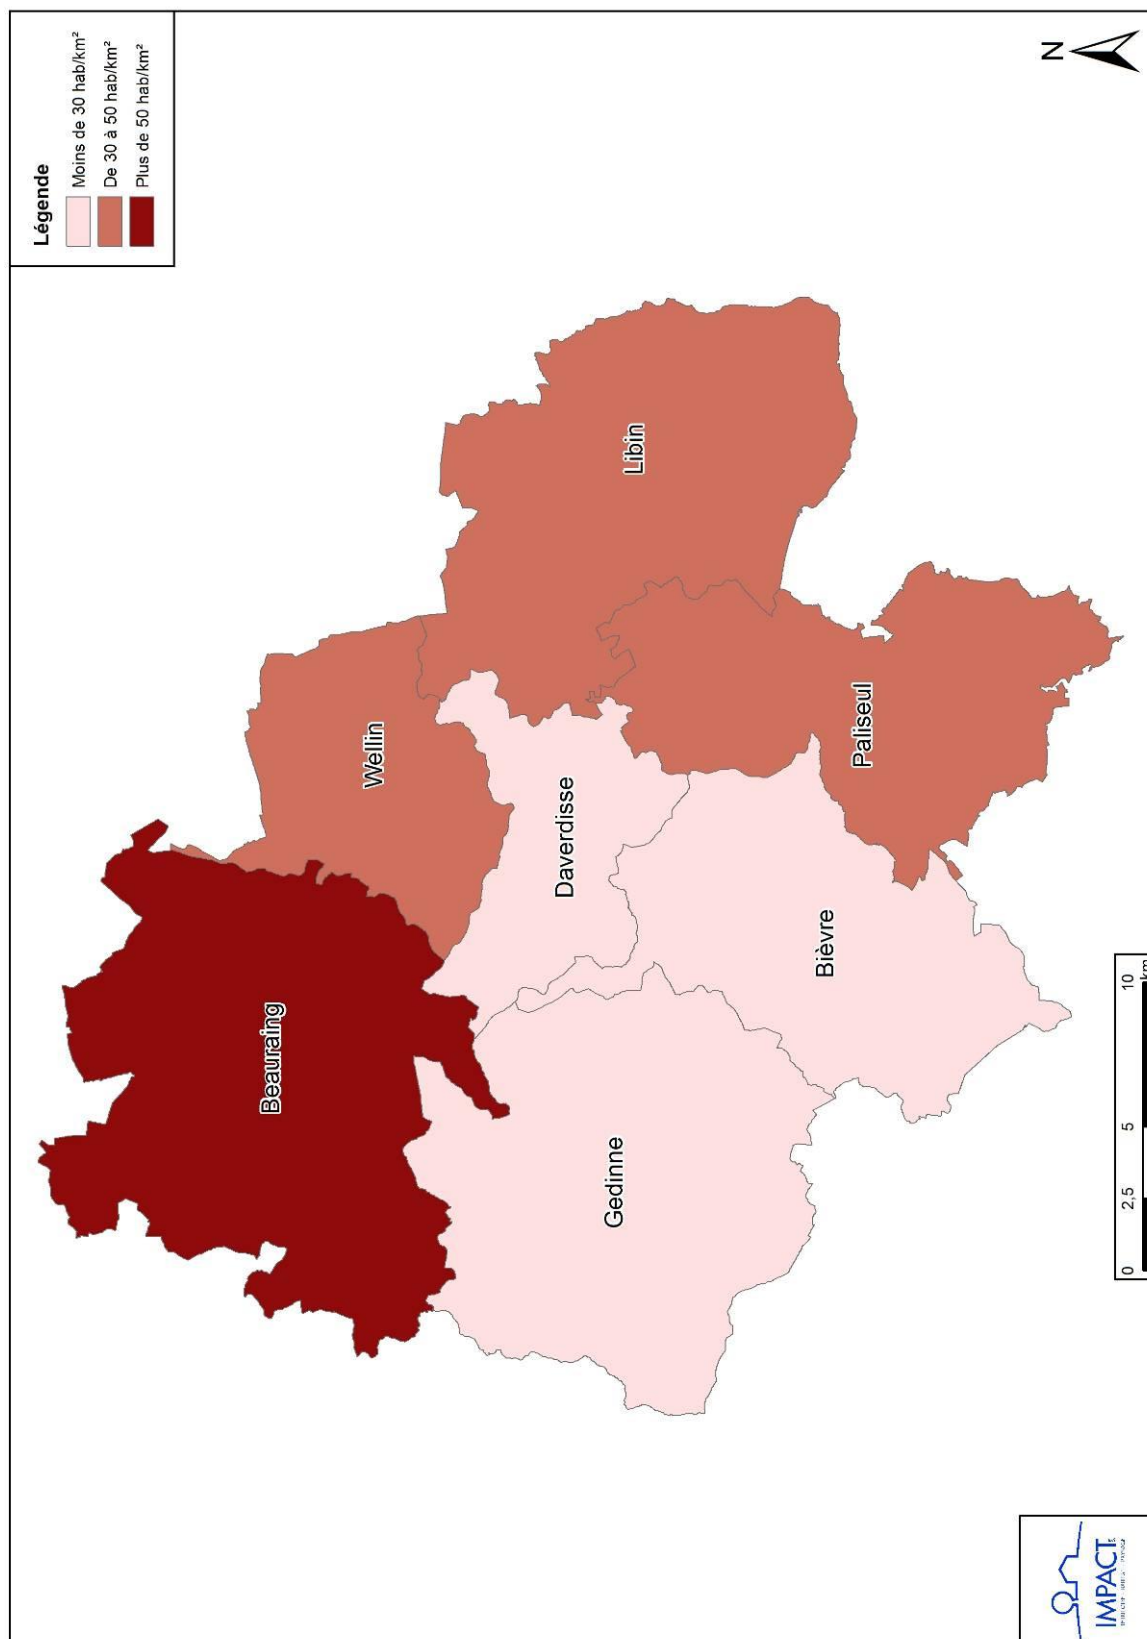 Légende
Moins de 30 hab/km²
De 30 à 50 hab/km²
Plus de 50 hab/km²
N
Beauraing
Wellin
Libin
Daverdisse
Gedinne
Bièvre
Paliseul
0 2,5 5 10
km
IMPACT